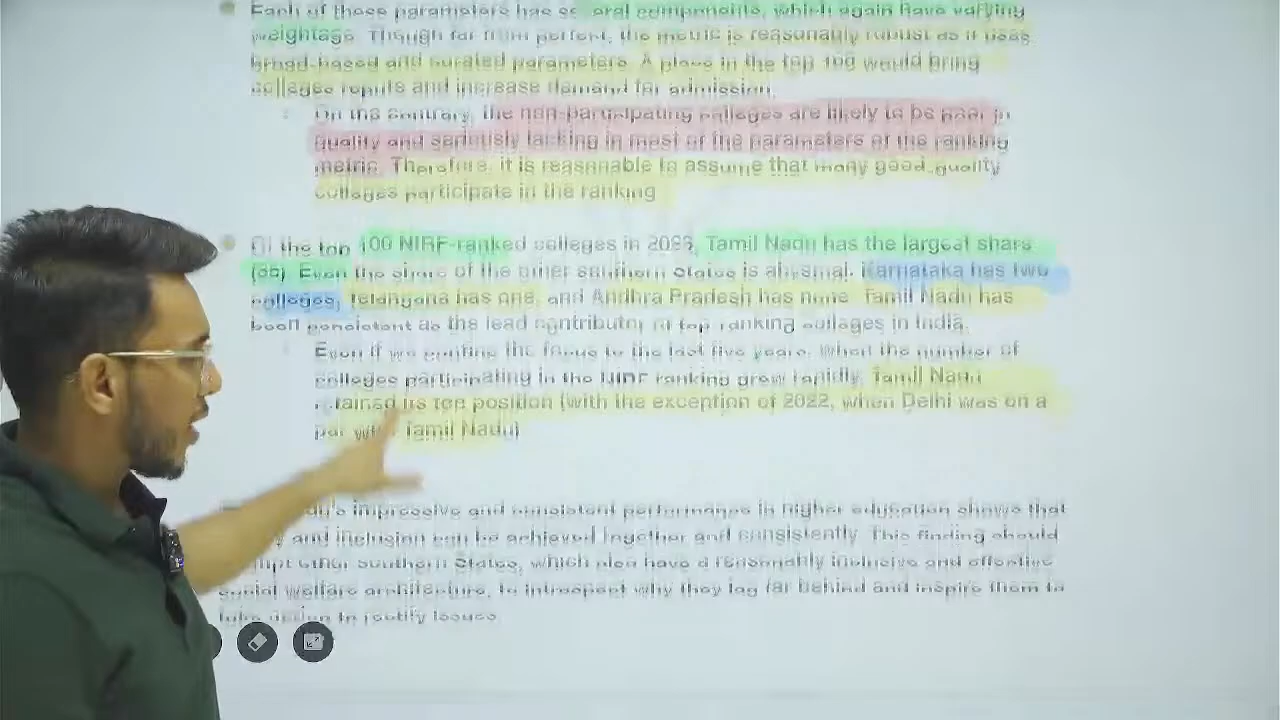 Each of these parameters has several components, which again have varying
weightage. Though far from perfect, the metric is reasonably robust as it uses
broad-based and curated parameters. A place in the top 100 would bring
colleges repute and increase demand for admission.
On the contrary, the non-participating colleges are likely to be poor in
quality and seriously lacking in most of the parameters of the ranking
metric. Therefore, it is reasonable to assume that many good-quality
colleges participate in the ranking
Of the top 100 NIRF-ranked colleges in 2023, Tamil Nadu has the largest share
(35). Even the share of the other southern States is abysmal. Karnataka has two
colleges, Telangana has one, and Andhra Pradesh has none. Tamil Nadu has
been consistent as the lead contributor of top ranking colleges in India.
Even if we confine the focus to the last five years, when the number of
colleges participating in the NIRF ranking grew rapidly, Tamil Nadu
retained its top position (with the exception of 2022, when Delhi was on a
par with Tamil Nadu)
impressive and consistent performance in higher education shows that
and inclusion can be achieved together and consistently. This finding should
other southern States, which also have a reasonably inclusive and effective
social welfare architecture, to introspect why they lag far behind and inspire them to
take action to rectify issues.